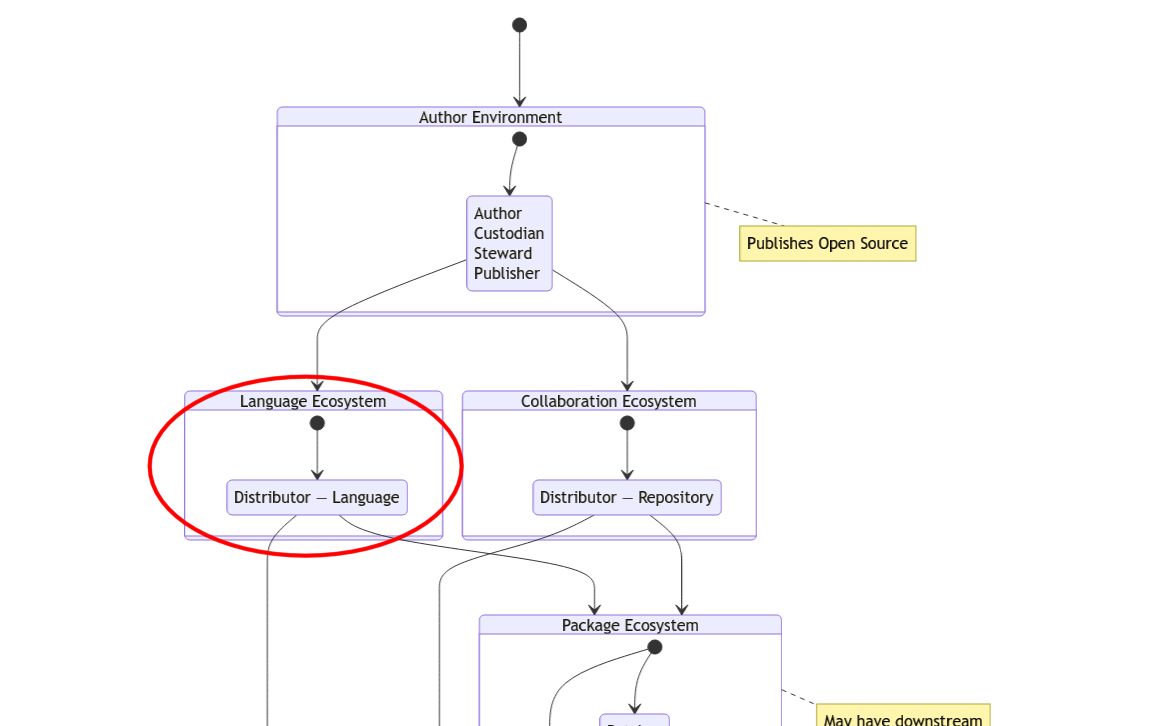 Author Environment
Author
Custodian
Steward
Publisher
Publishes Open Source
Language Ecosystem
Collaboration Ecosystem
Distributor – Language
Distributor – Repository
Package Ecosystem
May have downstream